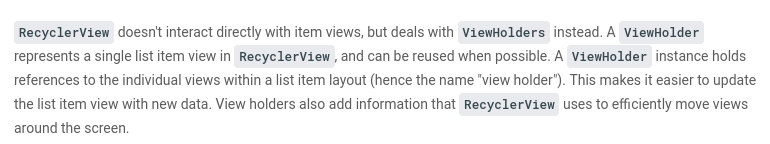 RecyclerView doesn't interact directly with item views, but deals with ViewHolders instead. A ViewHolder
represents a single list item view in RecyclerView, and can be reused when possible. A ViewHolder instance holds
references to the individual views within a list item layout (hence the name "view holder"). This makes it easier to update
the list item view with new data. View holders also add information that RecyclerView uses to efficiently move views
around the screen.